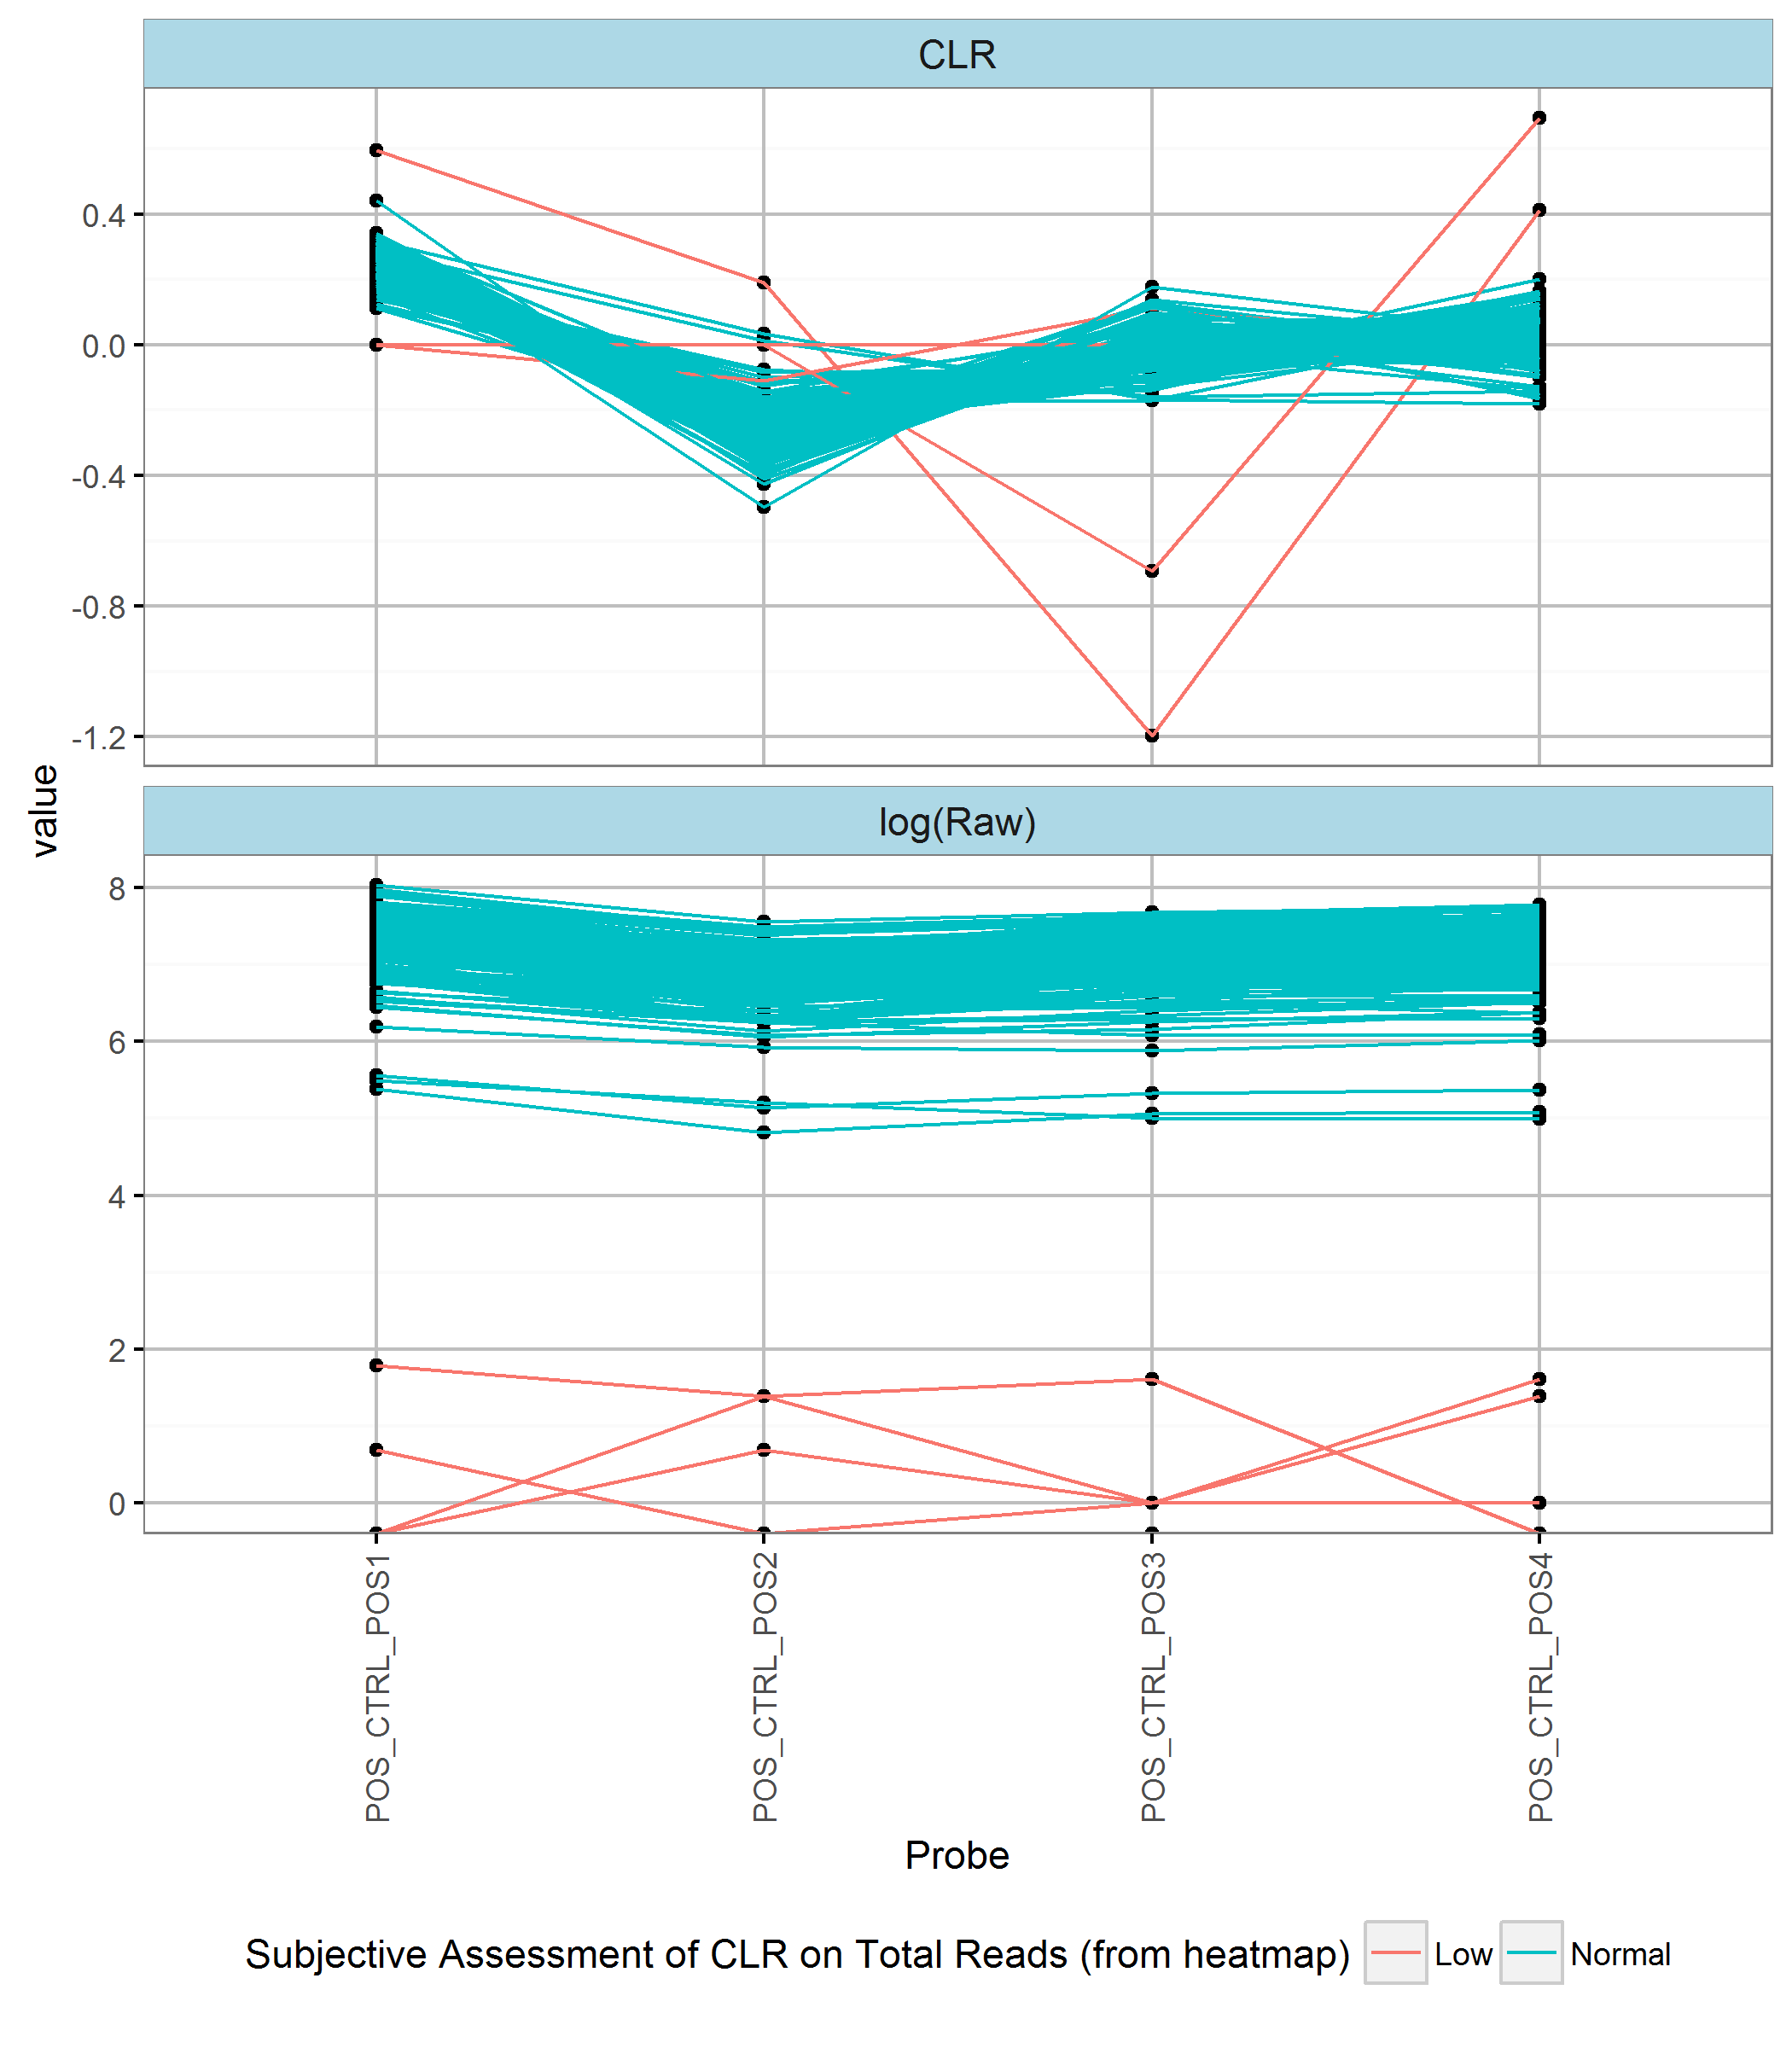 CLR
0.4
0.0
-0.4
-0.8
-1.2
value
log(Raw)
8
6
4
2
0
POS_CTRL_POS1
POS_CTRL_POS2
POS_CTRL_POS3
POS_CTRL_POS4
Probe
Subjective Assessment of CLR on Total Reads (from heatmap) Low Normal